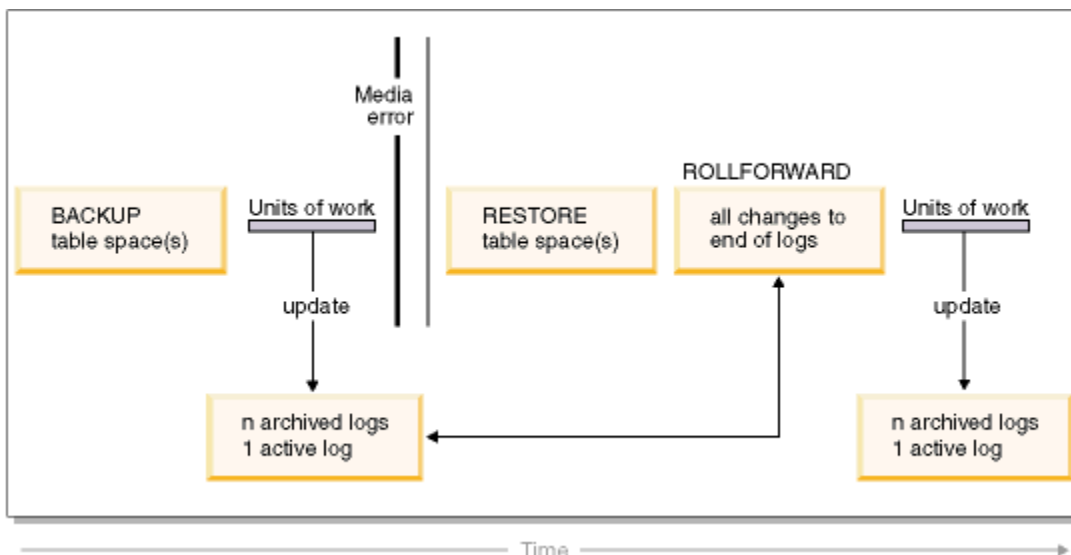 Media
error
ROLLFORWARD
BACKUP
table space(s)
Units of work
RESTORE
table space(s)
all changes to
end of logs
Units of work
update
update
n archived logs
1 active log
n archived logs
1 active log
Time